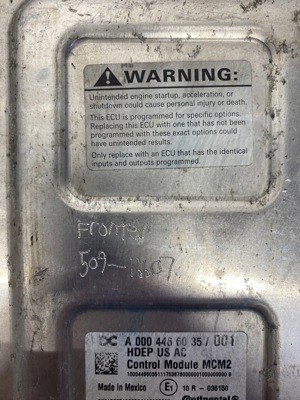 WARNING:
Unintended engine startup, acceleration, or
shutdown could cause personal injury or death.
This ECU is programmed for specific options.
Replacing this ECU with one that has not been
programmed with these exact options could
have unintended results.
Only replace with an ECU that has the identical
inputs and outputs programmed.
509-
A 000 446 60 35 / 001
HDEP US AC
Control Module MCM2
Made in Mexico
E1
10 R - 036150
Continental